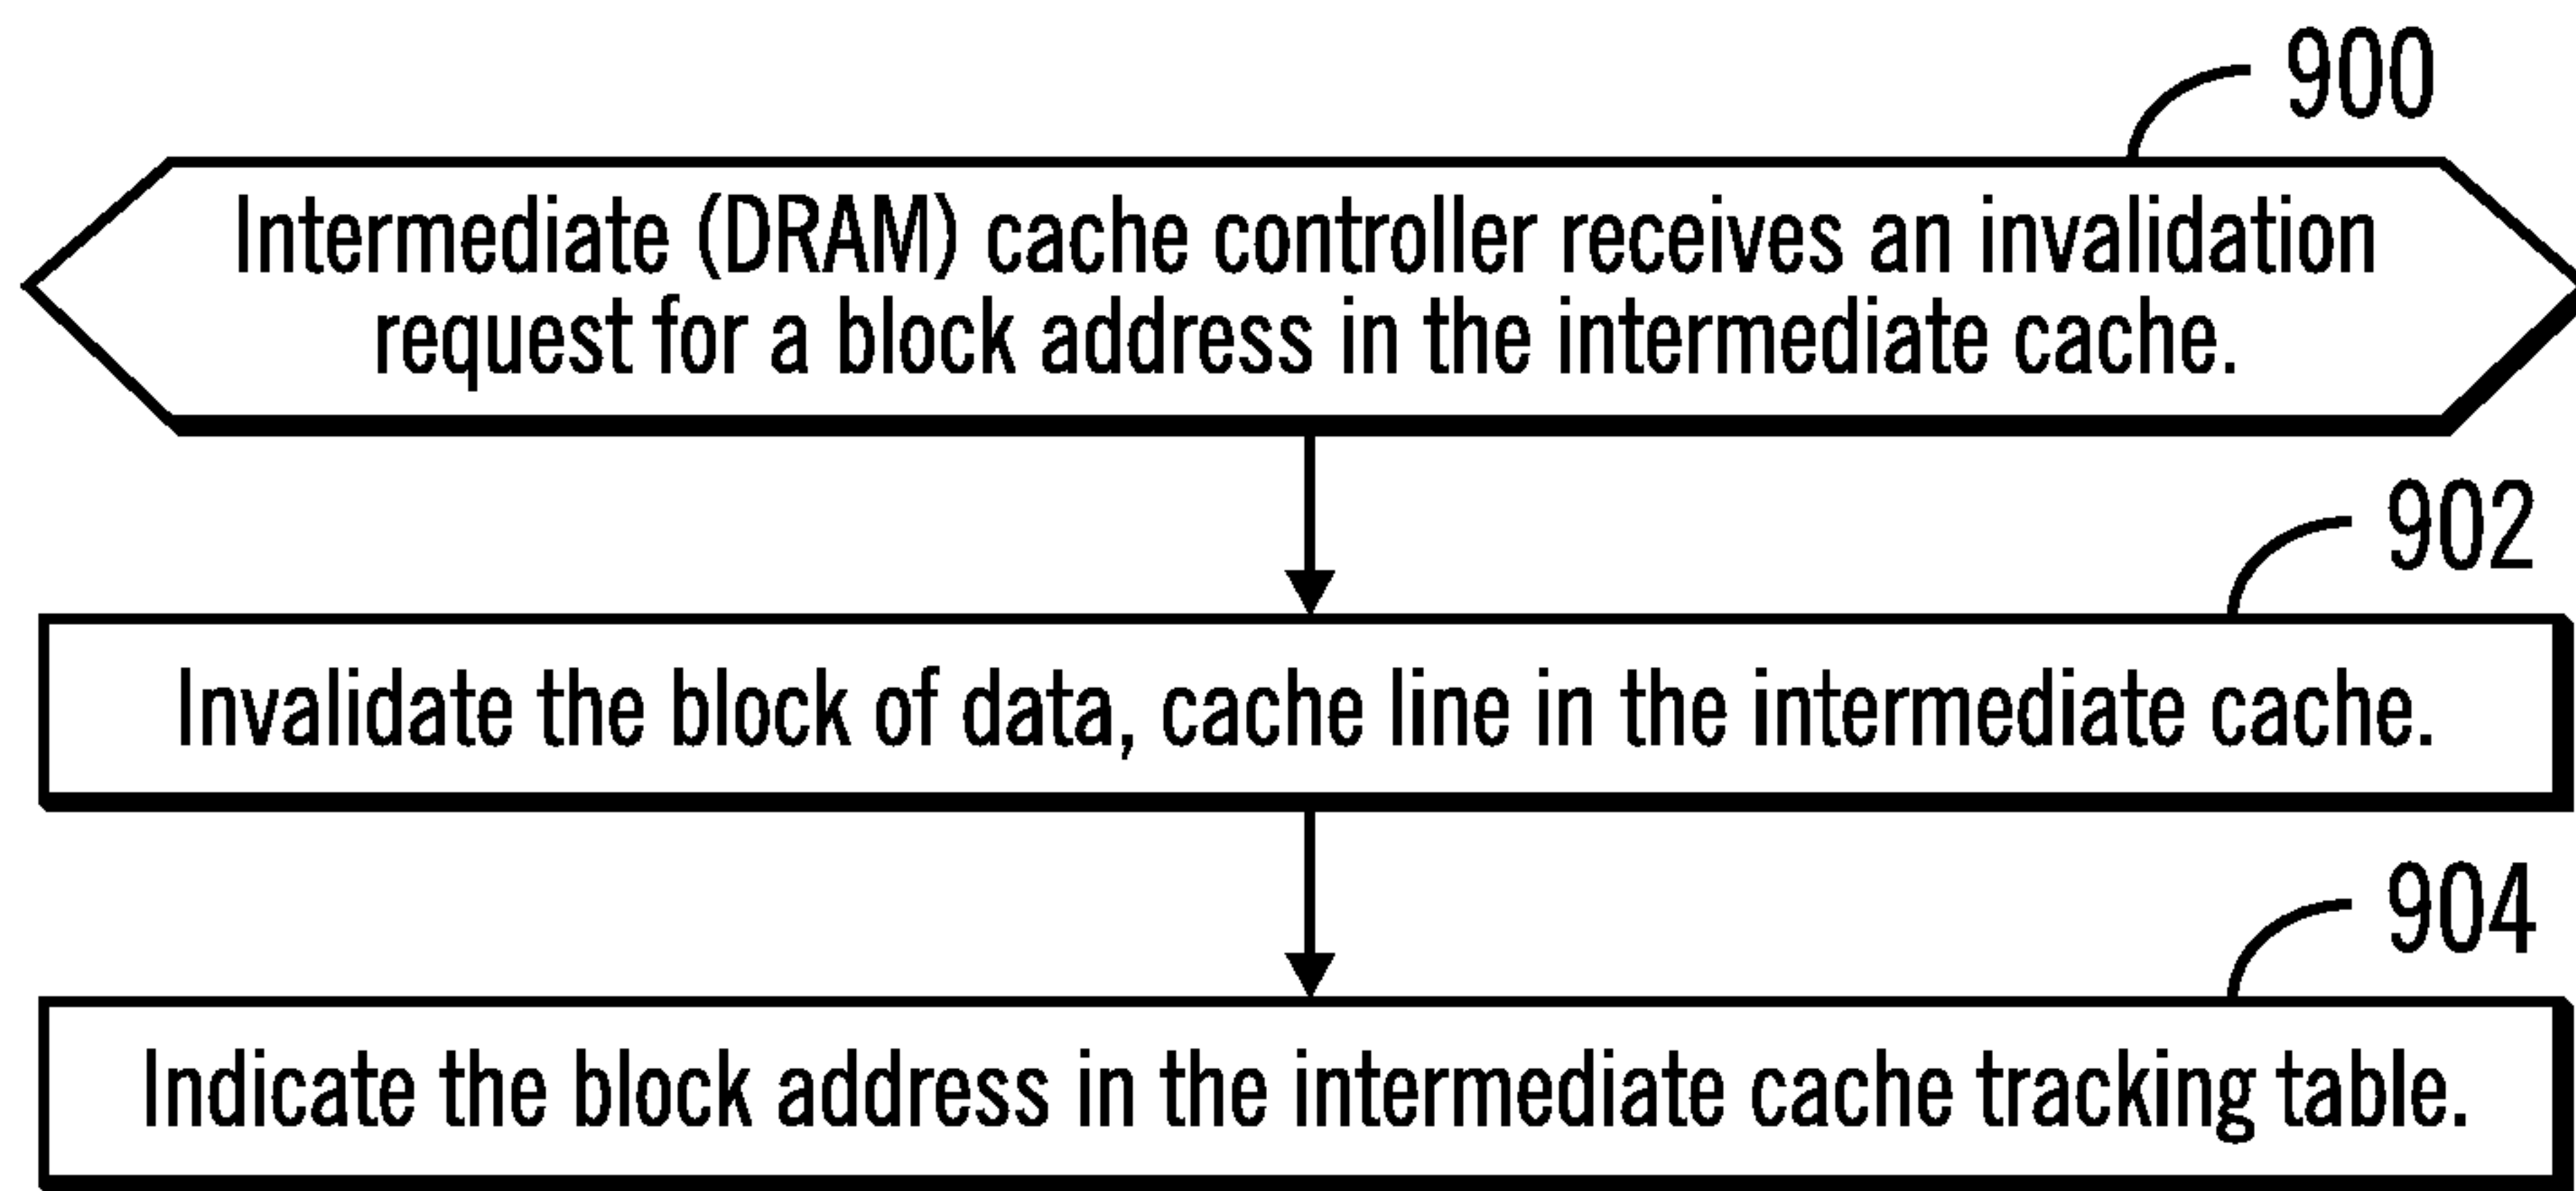 900
Intermediate (DRAM) cache controller receives an invalidation
request for a block address in the intermediate cache.
902
Invalidate the block of data, cache line in the intermediate cache.
904
Indicate the block address in the intermediate cache tracking table.